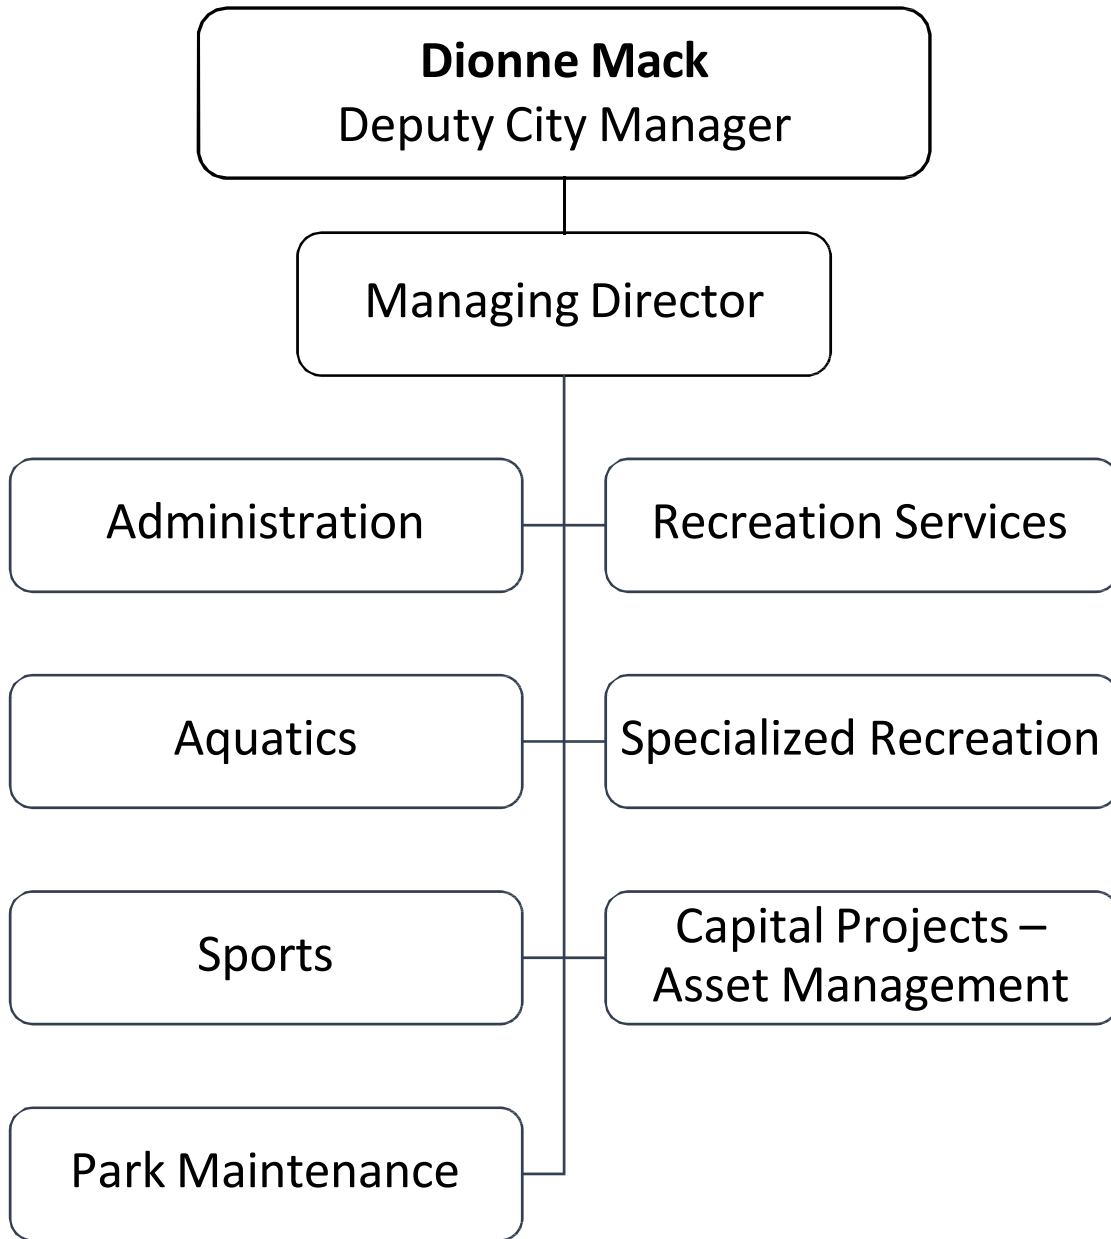 Dionne Mack
Deputy City Manager
Managing Director
Administration
Recreation Services
Aquatics
Specialized Recreation
Sports
Capital Projects –
Asset Management
Park Maintenance